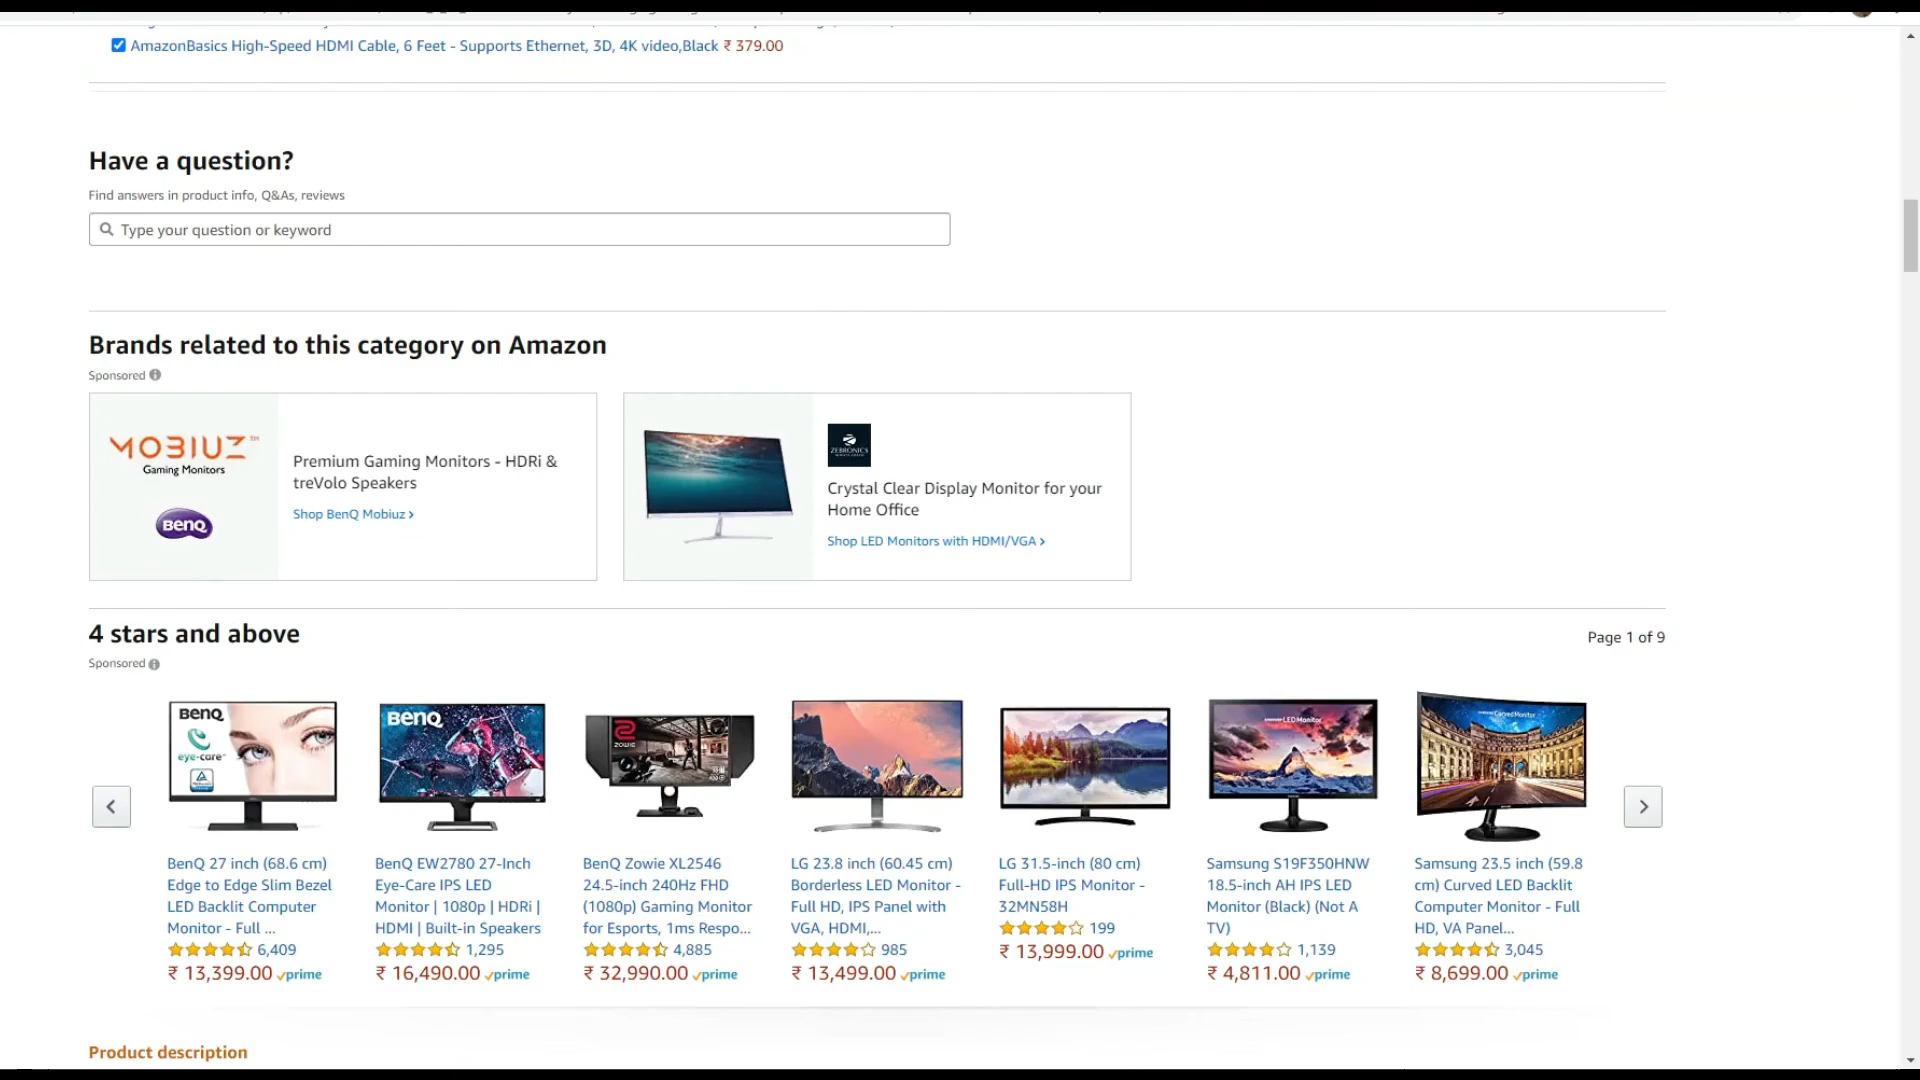 AmazonBasics High-Speed HDMI Cable, 6 Feet - Supports Ethernet, 3D, 4K video,Black ₹ 379.00
Have a question?
Find answers in product info, Q&As, reviews
Type your question or keyword
Brands related to this category on Amazon
Sponsored
MOBIUZ™
Gaming Monitors
BenQ
Premium Gaming Monitors - HDRi &
treVolo Speakers
Shop BenQ Mobiuz ›
ZEBRONICS
Crystal Clear Display Monitor for your
Home Office
Shop LED Monitors with HDMI/VGA ›
4 stars and above
Page 1 of 9
Sponsored
BenQ
eye-care™
BenQ
ZOWIE
SAMSUNG LED Monitor
SAMSUNG Curved Monitor
BenQ 27 inch (68.6 cm)
Edge to Edge Slim Bezel
LED Backlit Computer
Monitor - Full ...
6,409
₹ 13,399.00 prime
BenQ EW2780 27-Inch
Eye-Care IPS LED
Monitor | 1080p | HDRi |
HDMI | Built-in Speakers
1,295
₹ 16,490.00 prime
BenQ Zowie XL2546
24.5-inch 240Hz FHD
(1080p) Gaming Monitor
for Esports, 1ms Respo...
4,885
₹ 32,990.00 prime
LG 23.8 inch (60.45 cm)
Borderless LED Monitor -
Full HD, IPS Panel with
VGA, HDMI,...
985
₹ 13,499.00 prime
LG 31.5-inch (80 cm)
Full-HD IPS Monitor -
32MN58H
199
₹ 13,999.00 prime
Samsung S19F350HNW
18.5-inch AH IPS LED
Monitor (Black) (Not A
TV)
1,139
₹ 4,811.00 prime
Samsung 23.5 inch (59.8
cm) Curved LED Backlit
Computer Monitor - Full
HD, VA Panel...
3,045
₹ 8,699.00 prime
Product description